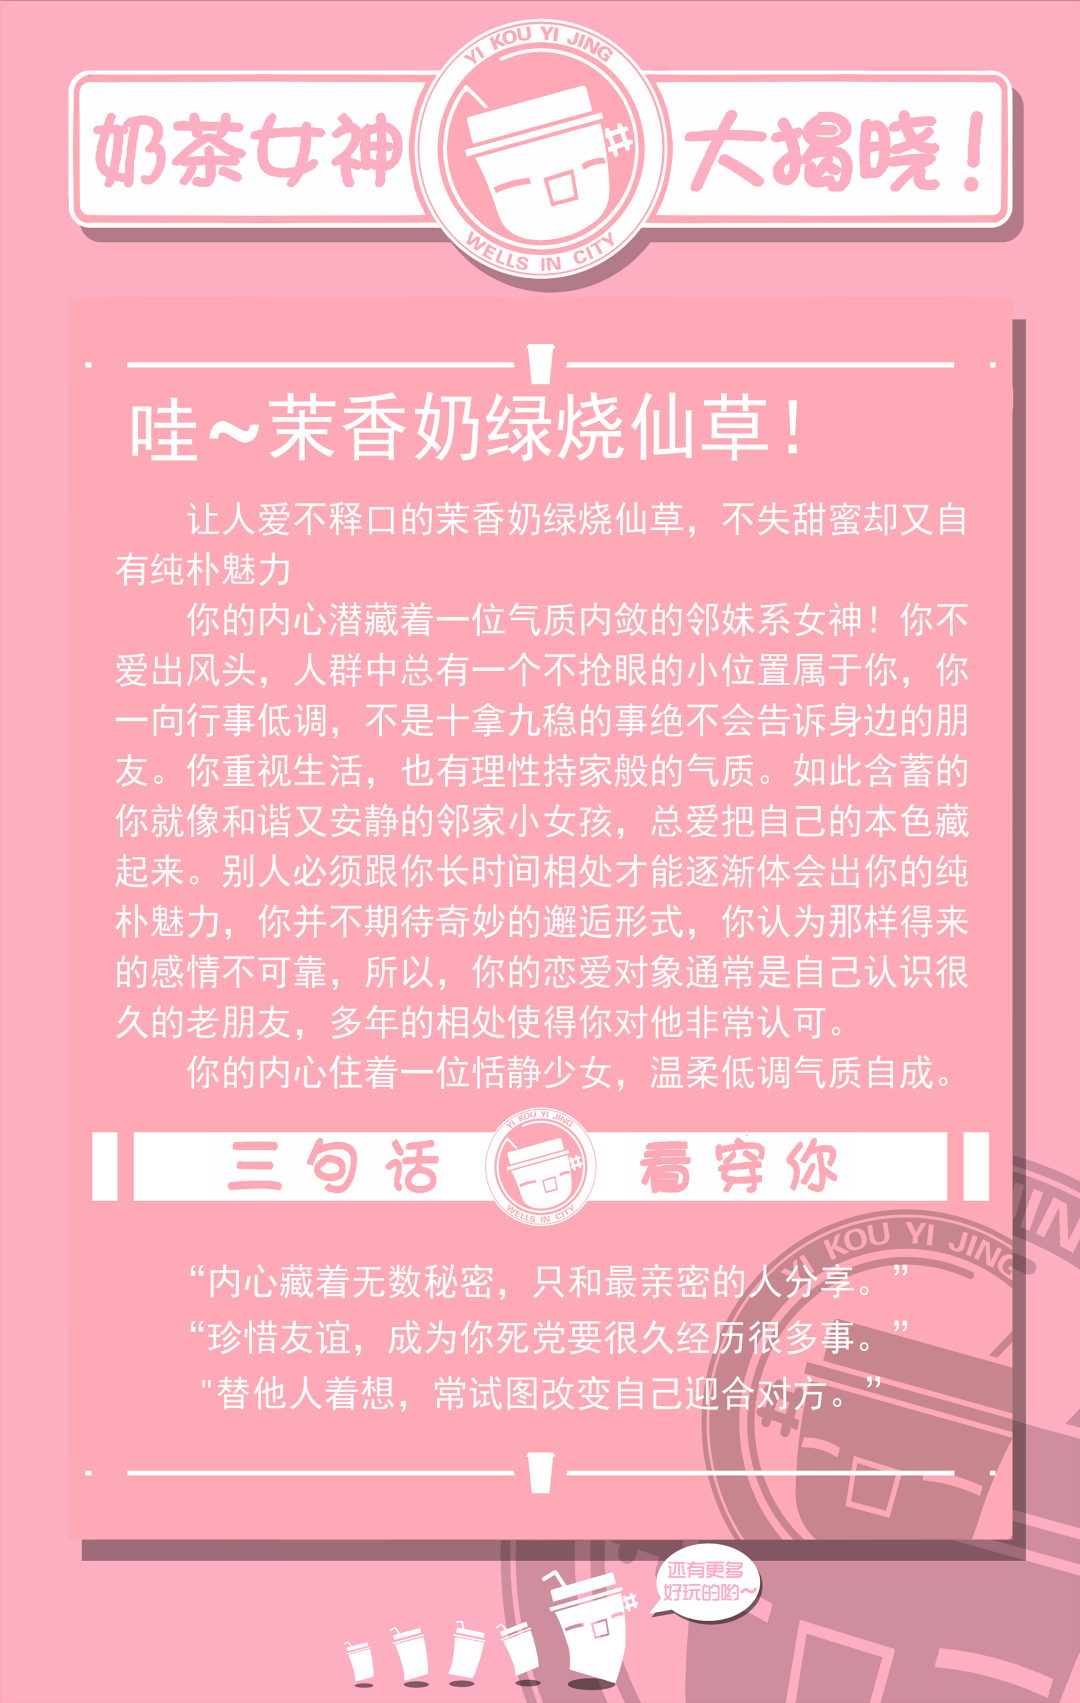 YI KOU YI JING
奶茶女神 大揭晓！
WELLS IN CITY
哇~茉香奶绿烧仙草！
让人爱不释口的茉香奶绿烧仙草，不失甜蜜却又自
有纯朴魅力
你的内心潜藏着一位气质内敛的邻妹系女神！你不
爱出风头，人群中总有一个不抢眼的小位置属于你，你
一向行事低调，不是十拿九稳的事绝不会告诉身边的朋
友。你重视生活，也有理性持家般的气质。如此含蓄的
你就像和谐又安静的邻家小女孩，总爱把自己的本色藏
起来。别人必须跟你长时间相处才能逐渐体会出你的纯
朴魅力，你并不期待奇妙的邂逅形式，你认为那样得来
的感情不可靠，所以，你的恋爱对象通常是自己认识很
久的老朋友，多年的相处使得你对他非常认可。
你的内心住着一位恬静少女，温柔低调气质自成。
YI KOU YI JING
三句话 看穿你
WELLS IN CITY
YI KOU YI JING
“内心藏着无数秘密，只和最亲密的人分享。”
“珍惜友谊，成为你死党要很久经历很多事。”
"替他人着想，常试图改变自己迎合对方。”
还有更多
好玩的哟~